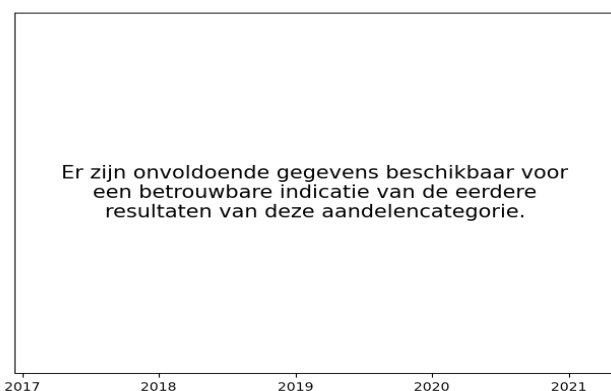 Er zijn onvoldoende gegevens beschikbaar voor
een betrouwbare indicatie van de eerdere
resultaten van deze aandelencategorie.
2017 2018 2019 2020 2021